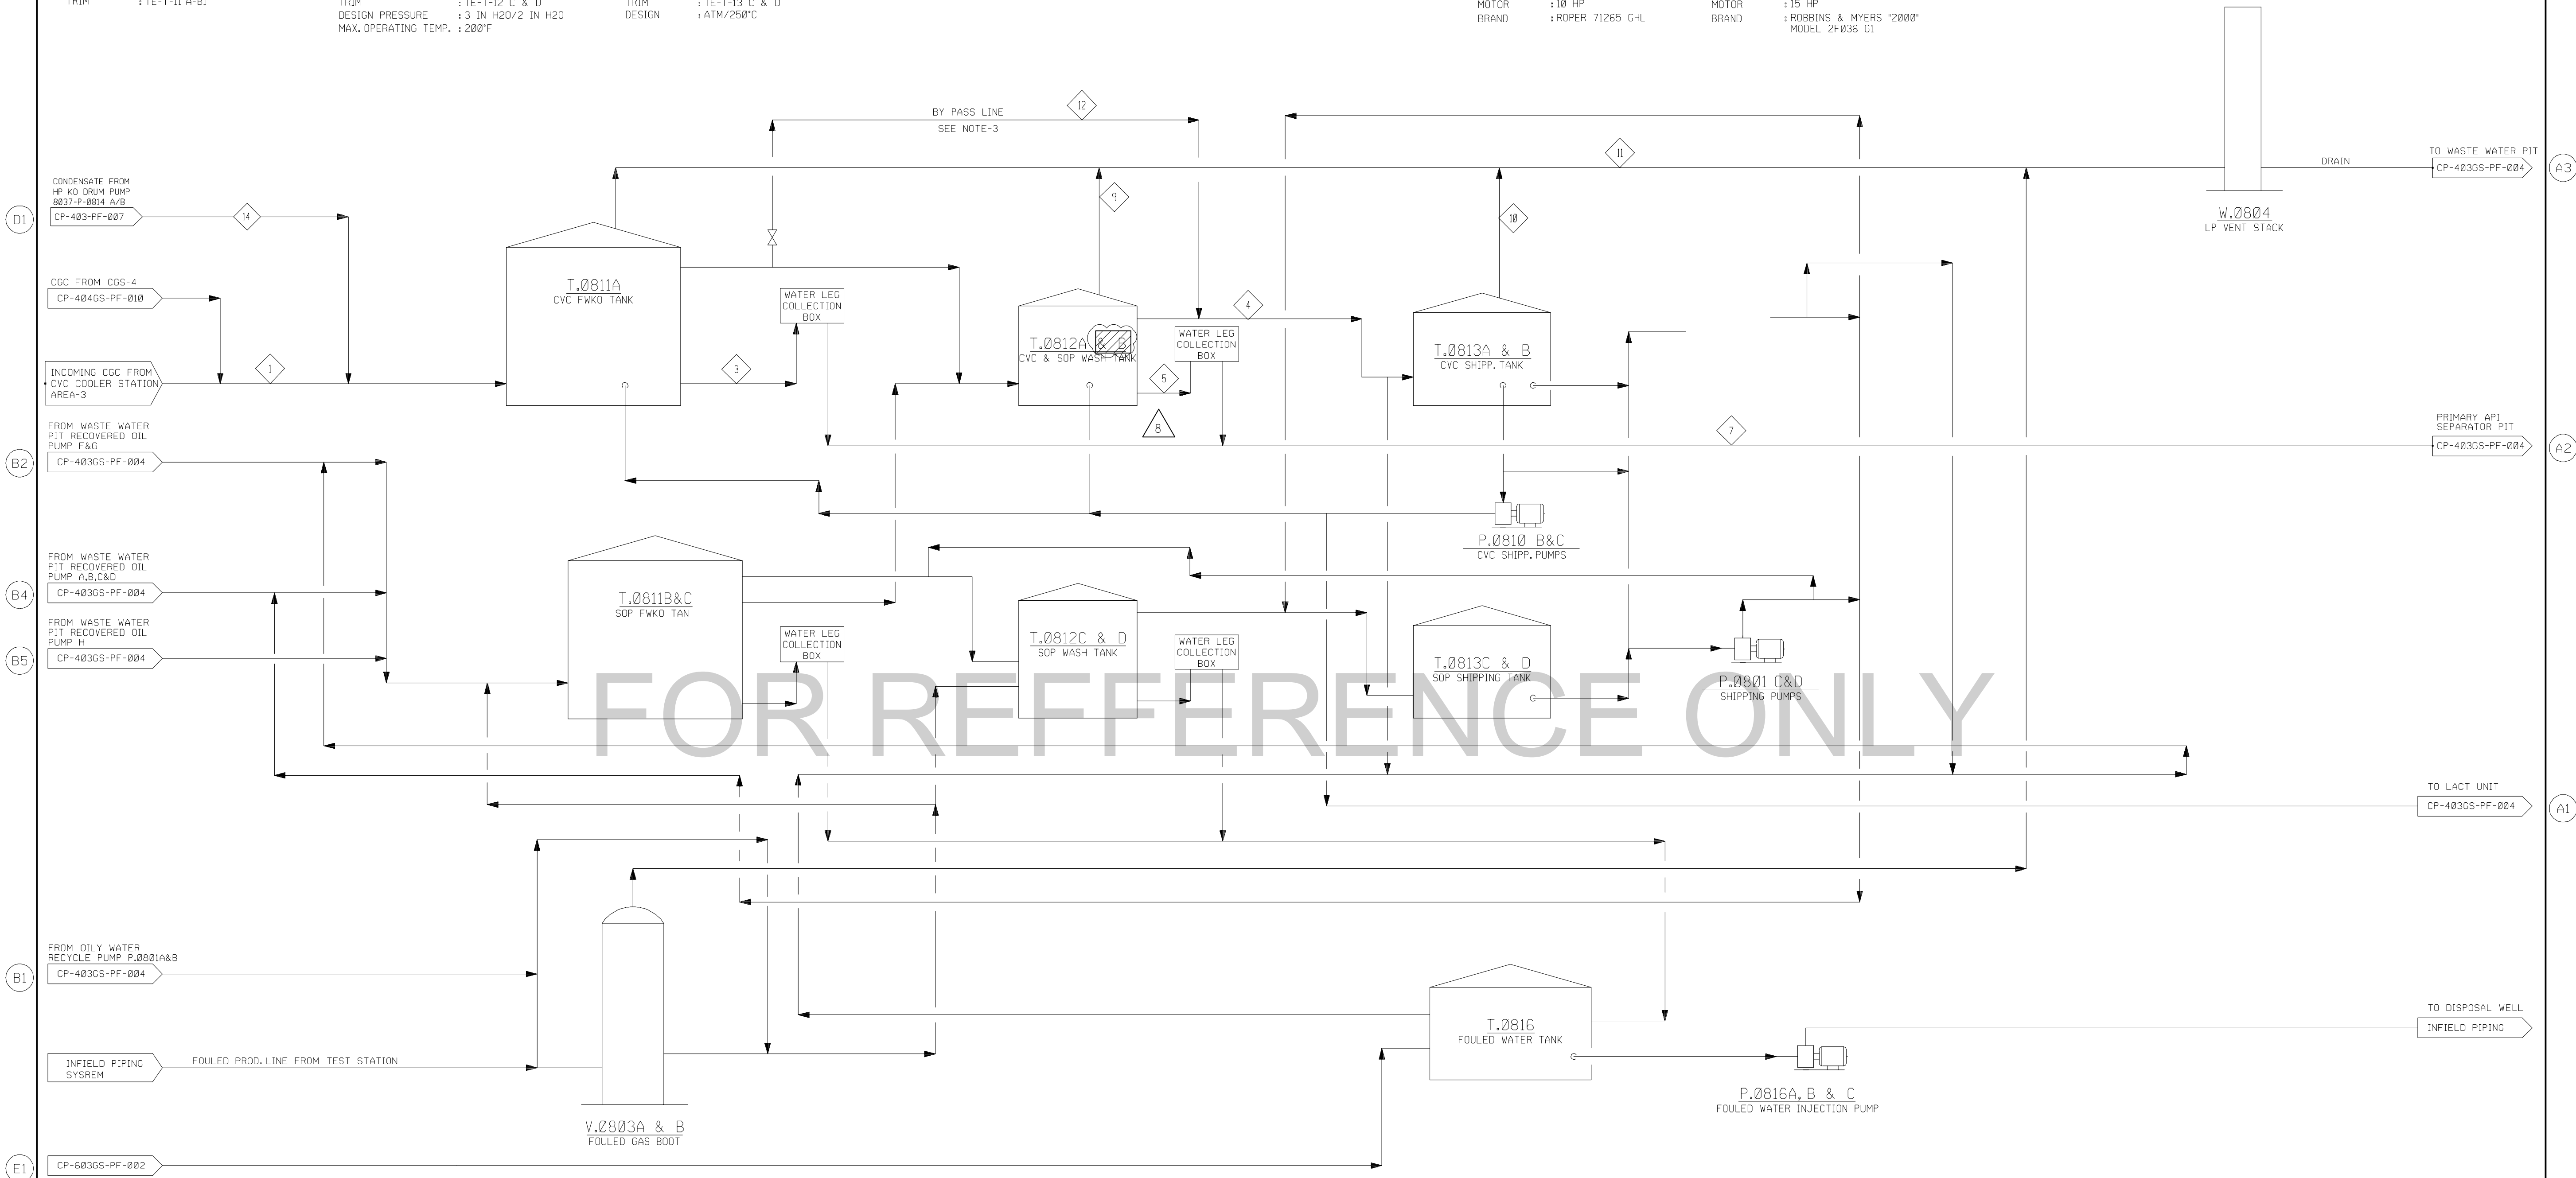 TRIM : TE-T-11 A-B1
TRIM : TE-T-12 C & D
DESIGN PRESSURE : 3 IN H2O/2 IN H2O
MAX. OPERATING TEMP. : 200°F
TRIM : TE-T-13 C & D
DESIGN : ATM/250°C
MOTOR : 10 HP
BRAND : ROPER 71265 GHL
MOTOR : 15 HP
BRAND : ROBBINS & MYERS "2000"
MODEL 2F036 G1
BY PASS LINE
SEE NOTE-3
12
11
TO WASTE WATER PIT
CP-403GS-PF-004
A3
DRAIN
W.0804
LP VENT STACK
CONDENSATE FROM
HP KO DRUM PUMP
8037-P-0814 A/B
CP-403-PF-007
D1
14
9
10
CGC FROM CGS-4
CP-404GS-PF-010
T.0811A
CVC FWKO TANK
WATER LEG
COLLECTION
BOX
4
T.0812A & B
CVC & SOP WASH TANK
WATER LEG
COLLECTION
BOX
T.0813A & B
CVC SHIPP. TANK
INCOMING CGC FROM
CVC COOLER STATION
AREA-3
1
3
5
8
7
FROM WASTE WATER
PIT RECOVERED OIL
PUMP F&G
CP-403GS-PF-004
B2
PRIMARY API
SEPARATOR PIT
CP-403GS-PF-004
A2
P.0810 B&C
CVC SHIPP. PUMPS
FROM WASTE WATER
PIT RECOVERED OIL
PUMP A,B,C&D
CP-403GS-PF-004
B4
T.0811B&C
SOP FWKO TAN
FROM WASTE WATER
PIT RECOVERED OIL
PUMP H
CP-403GS-PF-004
B5
WATER LEG
COLLECTION
BOX
T.0812C & D
SOP WASH TANK
WATER LEG
COLLECTION
BOX
T.0813C & D
SOP SHIPPING TANK
P.0801 C&D
SHIPPING PUMPS
FOR REFFERENCE ONLY
TO LACT UNIT
CP-403GS-PF-004
A1
FROM OILY WATER
RECYCLE PUMP P.0801A&B
CP-403GS-PF-004
B1
INFIELD PIPING
SYSREM
FOULED PROD. LINE FROM TEST STATION
V.0803A & B
FOULED GAS BOOT
T.0816
FOULED WATER TANK
P.0816A, B & C
FOULED WATER INJECTION PUMP
TO DISPOSAL WELL
INFIELD PIPING
E1
CP-603GS-PF-002